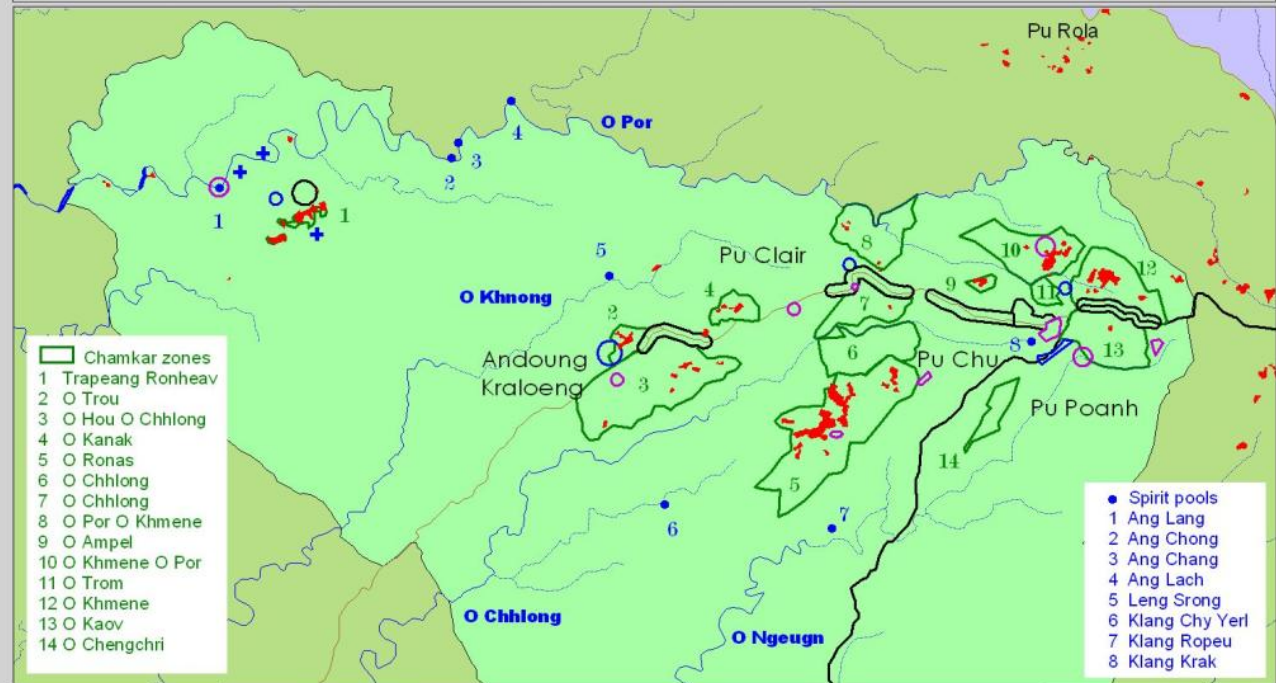 Pu Rola
4
O Por
3
2
1
1
5
Pu Clair
8
10
12
9
11
O Khnong
4
7
2
8
13
Andoung
Kraloeng
3
6
Pu Chu
Pu Poanh
14
5
6
7
O Chhlong
O Ngeugn
Chamkar zones
1 Trapeang Ronheav
2 O Trou
3 O Hou O Chhlong
4 O Kanak
5 O Ronas
6 O Chhlong
7 O Chhlong
8 O Por O Khmene
9 O Ampel
10 O Khmene O Por
11 O Trom
12 O Khmene
13 O Kaov
14 O Chengchri
Spirit pools
1 Ang Lang
2 Ang Chong
3 Ang Chang
4 Ang Lach
5 Leng Srong
6 Klang Chy Yerl
7 Klang Ropeu
8 Klang Krak